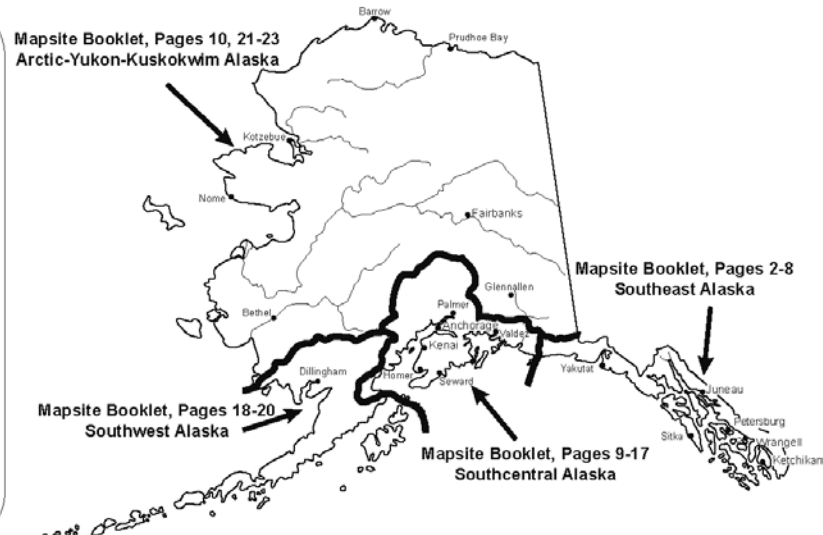 Barrow
Mapsite Booklet, Pages 10, 21-23
Arctic-Yukon-Kuskokwim Alaska
Prudhoe Bay
Kotzebue
Nome
Fairbanks
Mapsite Booklet, Pages 2-8
Southeast Alaska
Glennallen
Bethel
Palmer
Anchorage
Valdez
Kenai
Yakutat
Dillingham
Homer
Seward
Juneau
Mapsite Booklet, Pages 18-20
Southwest Alaska
Petersburg
Sitka
Wrangell
Mapsite Booklet, Pages 9-17
Southcentral Alaska
Ketchikan